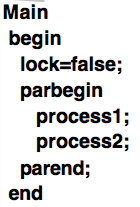 Main
begin
lock=false;
parbegin
process1;
process2;
parend;
end